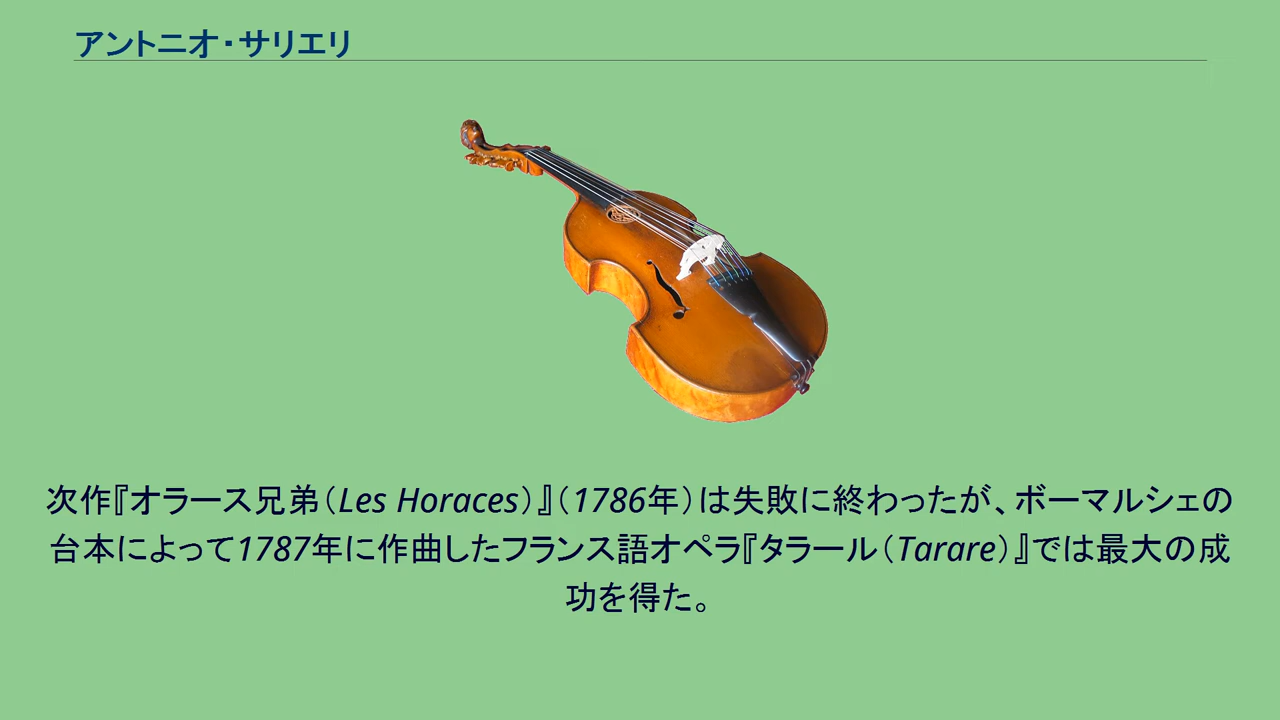 アントニオ・サリエリ
次作『オラース兄弟（Les Horaces）』（1786年）は失敗に終わったが、ボーマルシェの
台本によって1787年に作曲したフランス語オペラ『タラール（Tarare）』では最大の成
功を得た。